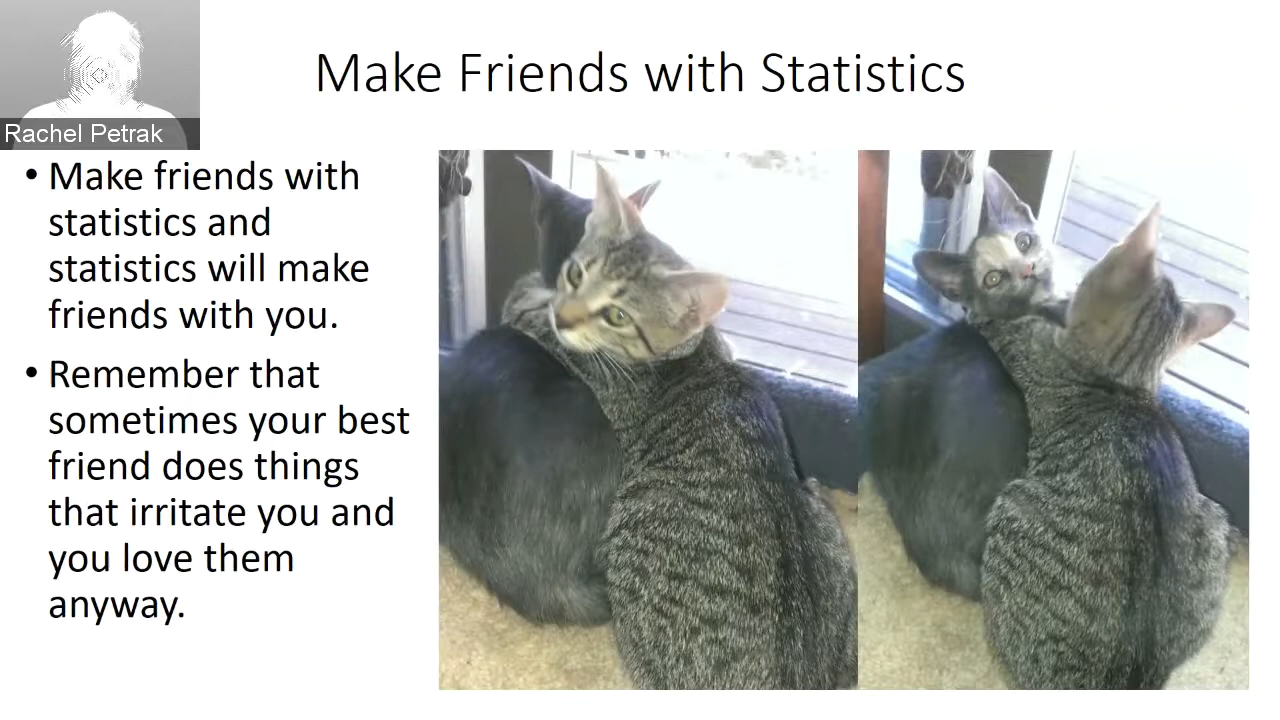 Make Friends with Statistics
Rachel Petrak
• Make friends with
statistics and
statistics will make
friends with you.
• Remember that
sometimes your best
friend does things
that irritate you and
you love them
anyway.